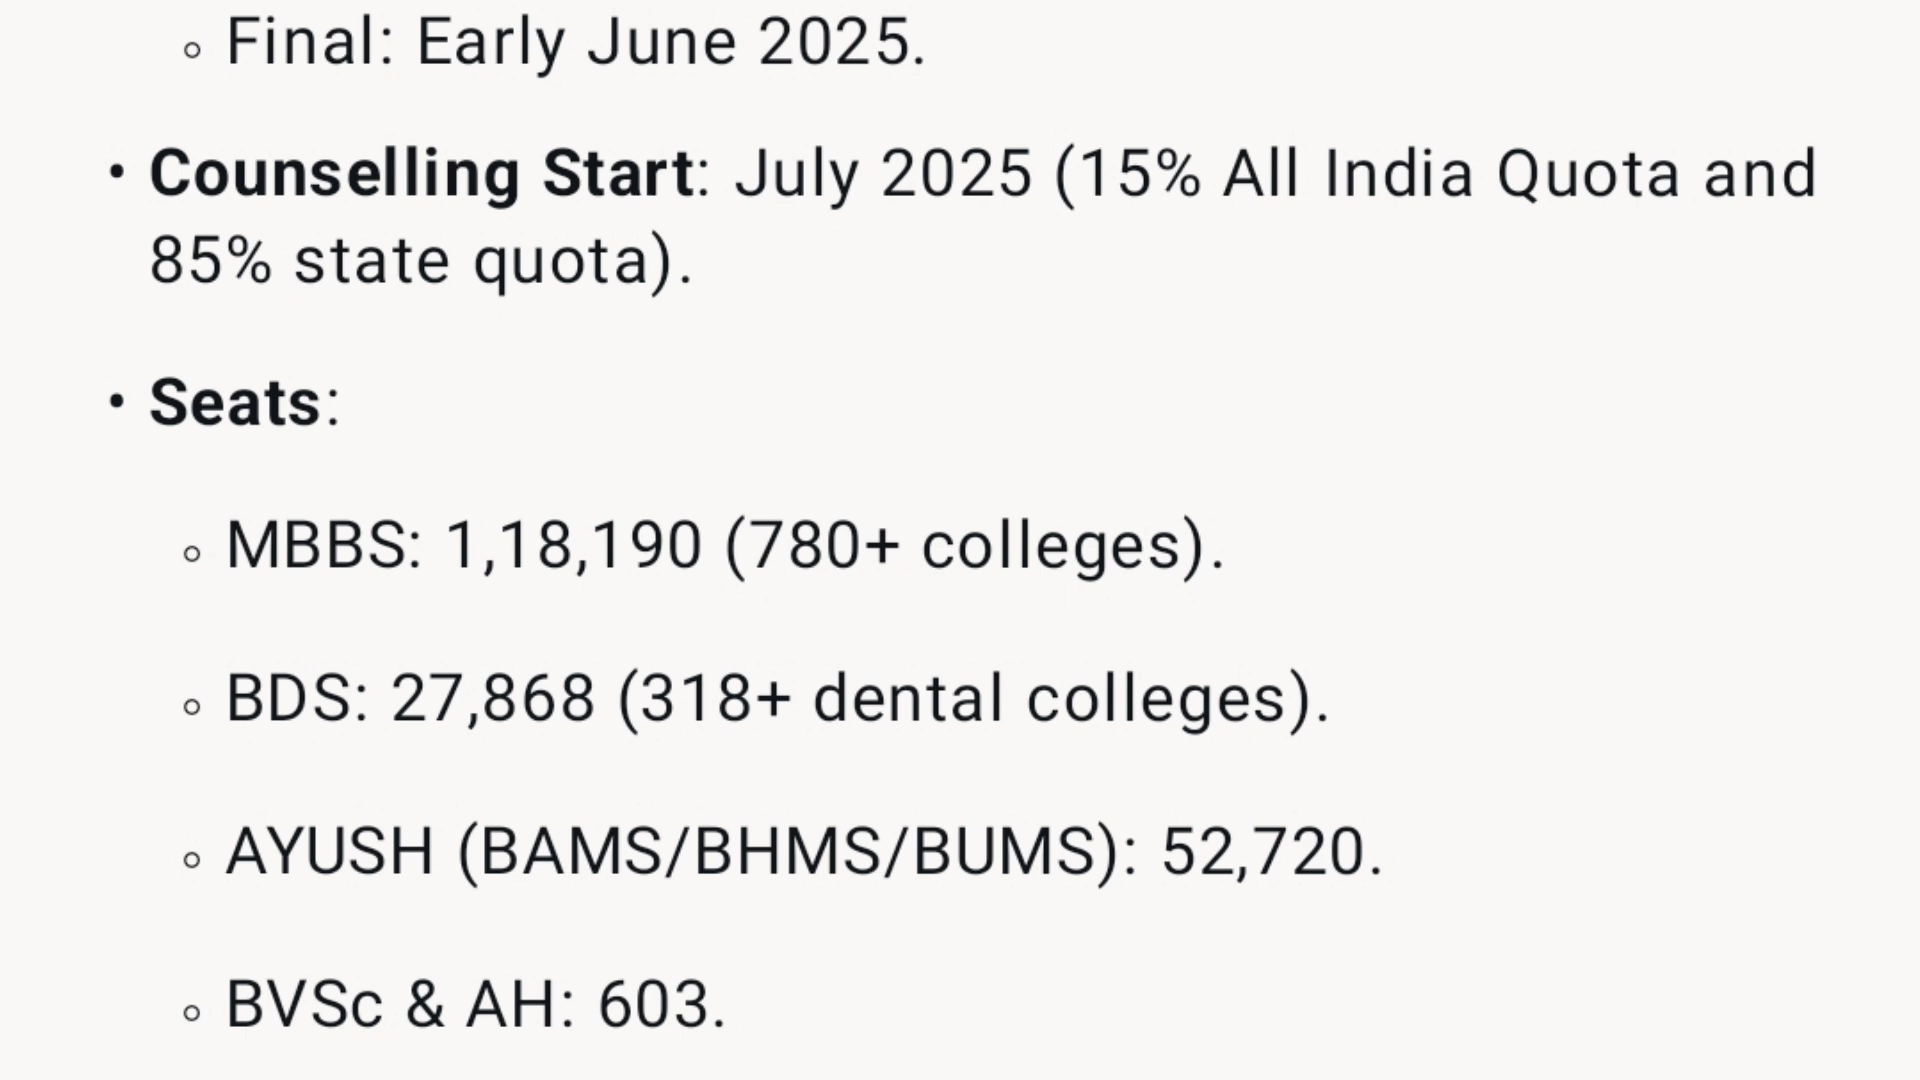 ◦ Final: Early June 2025.
• Counselling Start: July 2025 (15% All India Quota and
85% state quota).
• Seats:
◦ MBBS: 1,18,190 (780+ colleges).
◦ BDS: 27,868 (318+ dental colleges).
◦ AYUSH (BAMS/BHMS/BUMS): 52,720.
◦ BVSc & AH: 603.